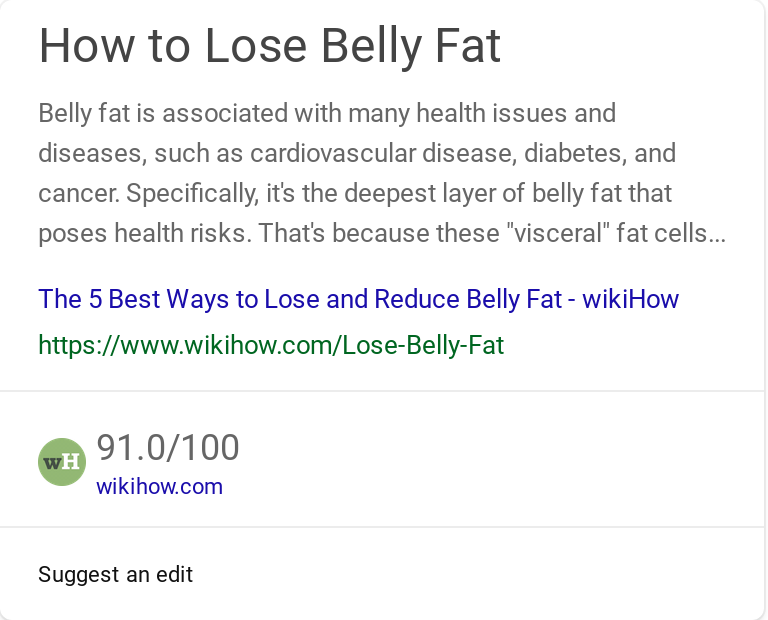 How to Lose Belly Fat
Belly fat is associated with many health issues and
diseases, such as cardiovascular disease, diabetes, and
cancer. Specifically, it's the deepest layer of belly fat that
poses health risks. That's because these "visceral" fat cells...
The 5 Best Ways to Lose and Reduce Belly Fat - wikiHow
https://www.wikihow.com/Lose-Belly-Fat
wH 91.0/100
wikihow.com
Suggest an edit